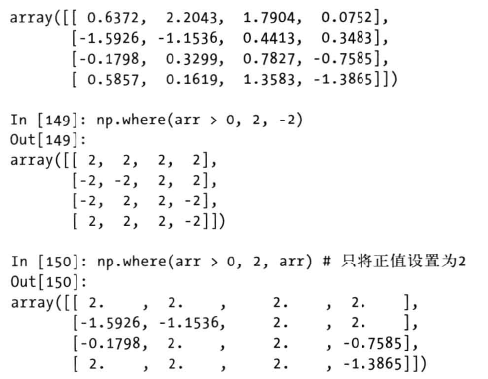 array([[ 0.6372,  2.2043,  1.7904,  0.0752],
       [-1.5926, -1.1536,  0.4413,  0.3483],
       [-0.1798,  0.3299,  0.7827, -0.7585],
       [ 0.5857,  0.1619,  1.3583, -1.3865]])
In [149]: np.where(arr > 0, 2, -2)
Out[149]:
array([[ 2,  2,  2,  2],
       [-2, -2,  2,  2],
       [-2,  2,  2, -2],
       [ 2,  2,  2, -2]])
In [150]: np.where(arr > 0, 2, arr) # 只将正值设置为2
Out[150]:
array([[ 2.    ,  2.    ,  2.    ,  2.    ],
       [-1.5926, -1.1536,  2.    ,  2.    ],
       [-0.1798,  2.    ,  2.    , -0.7585],
       [ 2.    ,  2.    ,  2.    , -1.3865]])